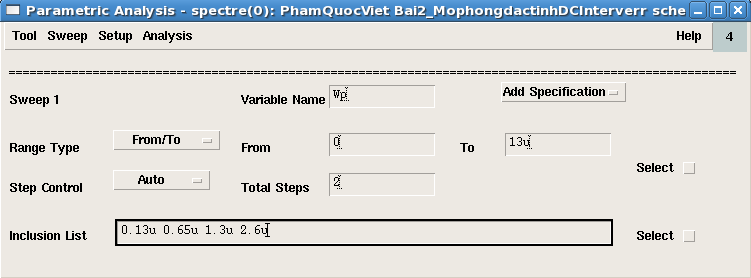 Parametric Analysis - spectre(0): PhamQuocViet Bai2_MophongdactinhDCInterverr sche
Tool Sweep Setup Analysis Help 4
Sweep 1 Variable Name Wp Add Specification
Range Type From/To From 0 To 13u
Select
Step Control Auto Total Steps 2
Inclusion List 0.13u 0.65u 1.3u 2.6u Select